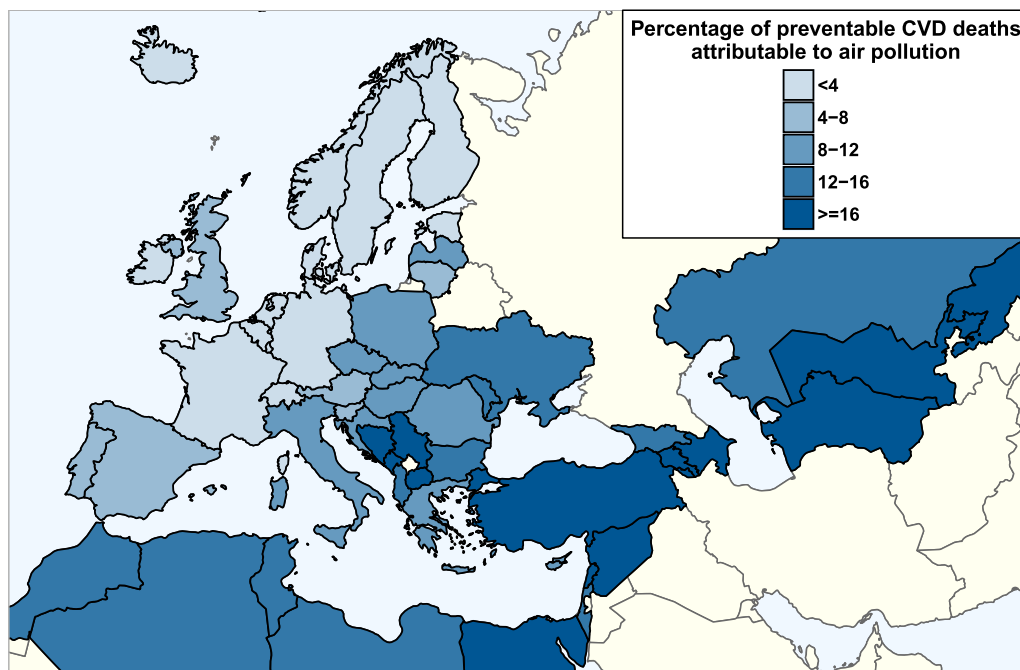 Percentage of preventable CVD deaths
attributable to air pollution
<4
4−8
8−12
12−16
>=16